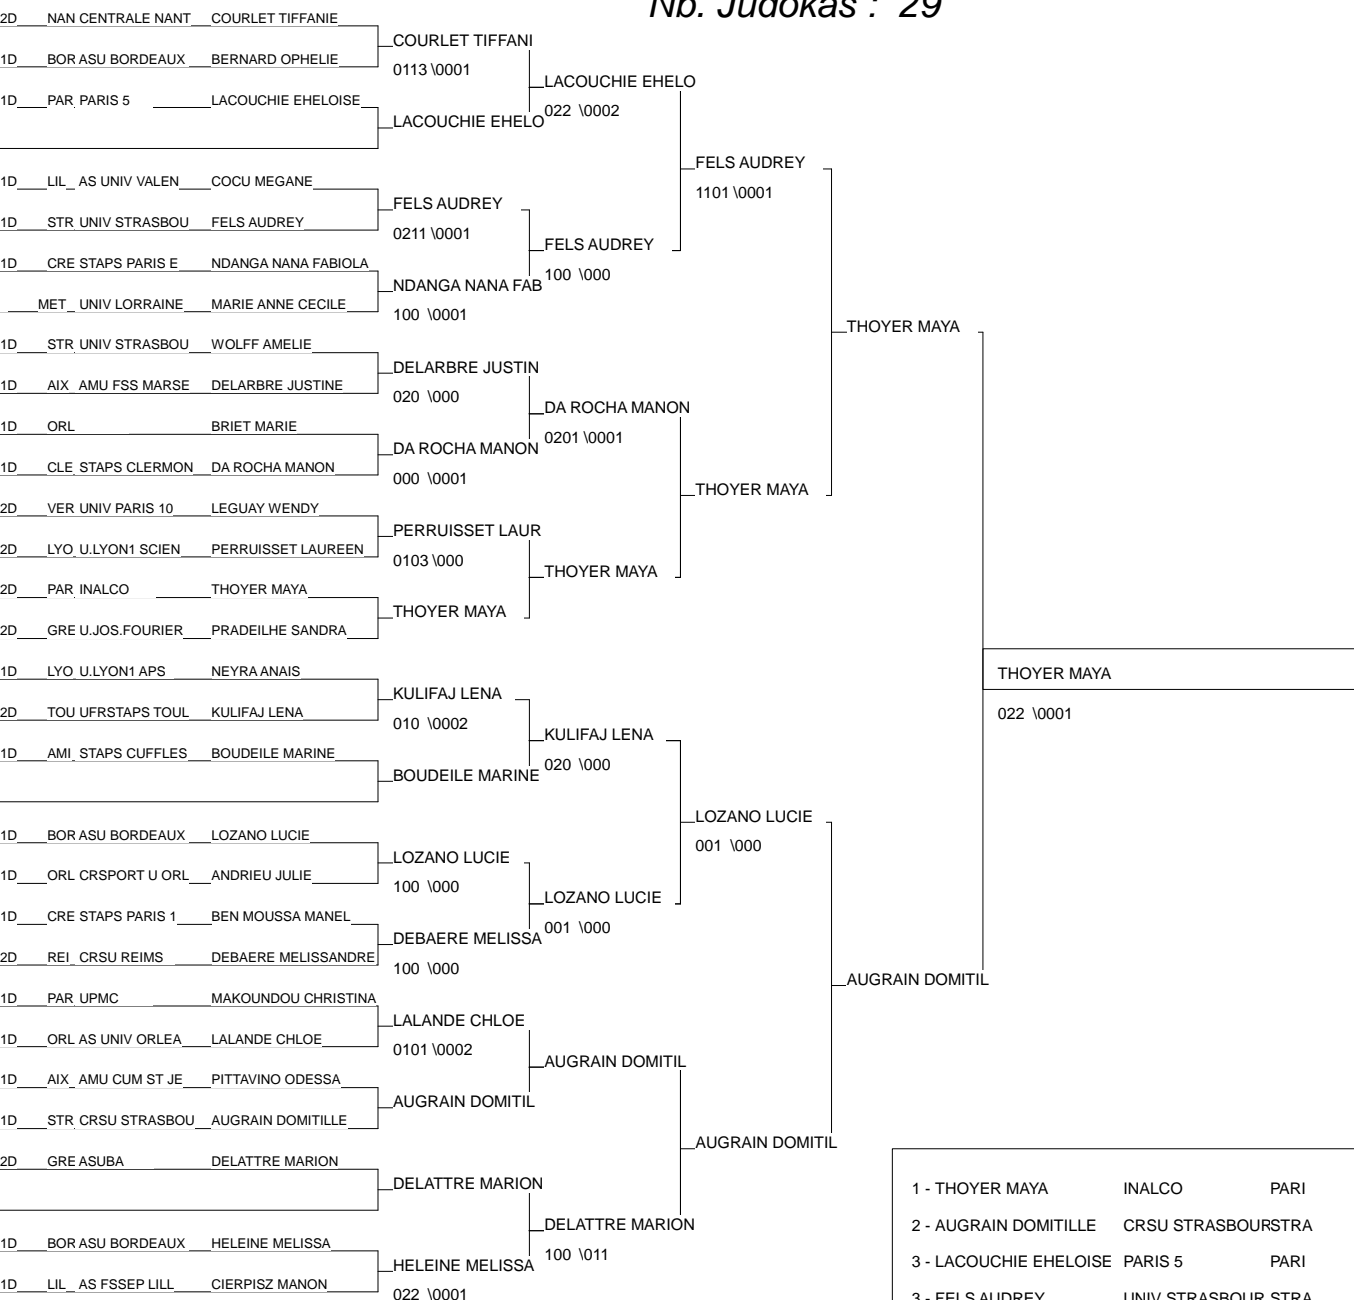 Nb. Judokas : 29
2D NAN CENTRALE NANT COURLET TIFFANIE
COURLET TIFFANI
1D BOR ASU BORDEAUX BERNARD OPHELIE
0113 \0001
LACOUCHIE EHELO
1D PAR PARIS 5 LACOUCHIE EHELOISE
022 \0002
LACOUCHIE EHELO
FELS AUDREY
1D LIL AS UNIV VALEN COCU MEGANE
1101 \0001
FELS AUDREY
1D STR UNIV STRASBOU FELS AUDREY
0211 \0001
FELS AUDREY
1D CRE STAPS PARIS E NDANGA NANA FABIOLA
100 \000
NDANGA NANA FAB
MET UNIV LORRAINE MARIE ANNE CECILE
100 \0001
THOYER MAYA
1D STR UNIV STRASBOU WOLFF AMELIE
DELARBRE JUSTIN
1D AIX AMU FSS MARSE DELARBRE JUSTINE
020 \000
DA ROCHA MANON
1D ORL BRIET MARIE
0201 \0001
DA ROCHA MANON
1D CLE STAPS CLERMON DA ROCHA MANON
000 \0001
THOYER MAYA
2D VER UNIV PARIS 10 LEGUAY WENDY
PERRUISSET LAUR
2D LYO U.LYON1 SCIEN PERRUISSET LAUREEN
0103 \000
THOYER MAYA
2D PAR INALCO THOYER MAYA
THOYER MAYA
2D GRE U.JOS.FOURIER PRADEILHE SANDRA
1D LYO U.LYON1 APS NEYRA ANAIS
THOYER MAYA
KULIFAJ LENA
2D TOU UFRSTAPS TOUL KULIFAJ LENA
022 \0001
010 \0002
KULIFAJ LENA
1D AMI STAPS CUFFLES BOUDEILE MARINE
020 \000
BOUDEILE MARINE
LOZANO LUCIE
1D BOR ASU BORDEAUX LOZANO LUCIE
001 \000
LOZANO LUCIE
1D ORL CRSPORT U ORL ANDRIEU JULIE
100 \000
LOZANO LUCIE
1D CRE STAPS PARIS 1 BEN MOUSSA MANEL
001 \000
DEBAERE MELISSA
2D REI CRSU REIMS DEBAERE MELISSANDRE
100 \000
AUGRAIN DOMITIL
1D PAR UPMC MAKOUNDOU CHRISTINA
LALANDE CHLOE
1D ORL AS UNIV ORLEA LALANDE CHLOE
0101 \0002
AUGRAIN DOMITIL
1D AIX AMU CUM ST JE PITTAVINO ODESSA
AUGRAIN DOMITIL
1D STR CRSU STRASBOU AUGRAIN DOMITILLE
AUGRAIN DOMITIL
2D GRE ASUBA DELATTRE MARION
DELATTRE MARION
DELATTRE MARION
1D BOR ASU BORDEAUX HELEINE MELISSA
100 \011
HELEINE MELISSA
1D LIL AS FSSEP LILL CIERPISZ MANON
022 \0001
1 - THOYER MAYA INALCO PARI
2 - AUGRAIN DOMITILLE CRSU STRASBOUR STRA
3 - LACOUCHIE EHELOISE PARIS 5 PARI
3 - FELS AUDREY UNIV STRASBOUR STRA